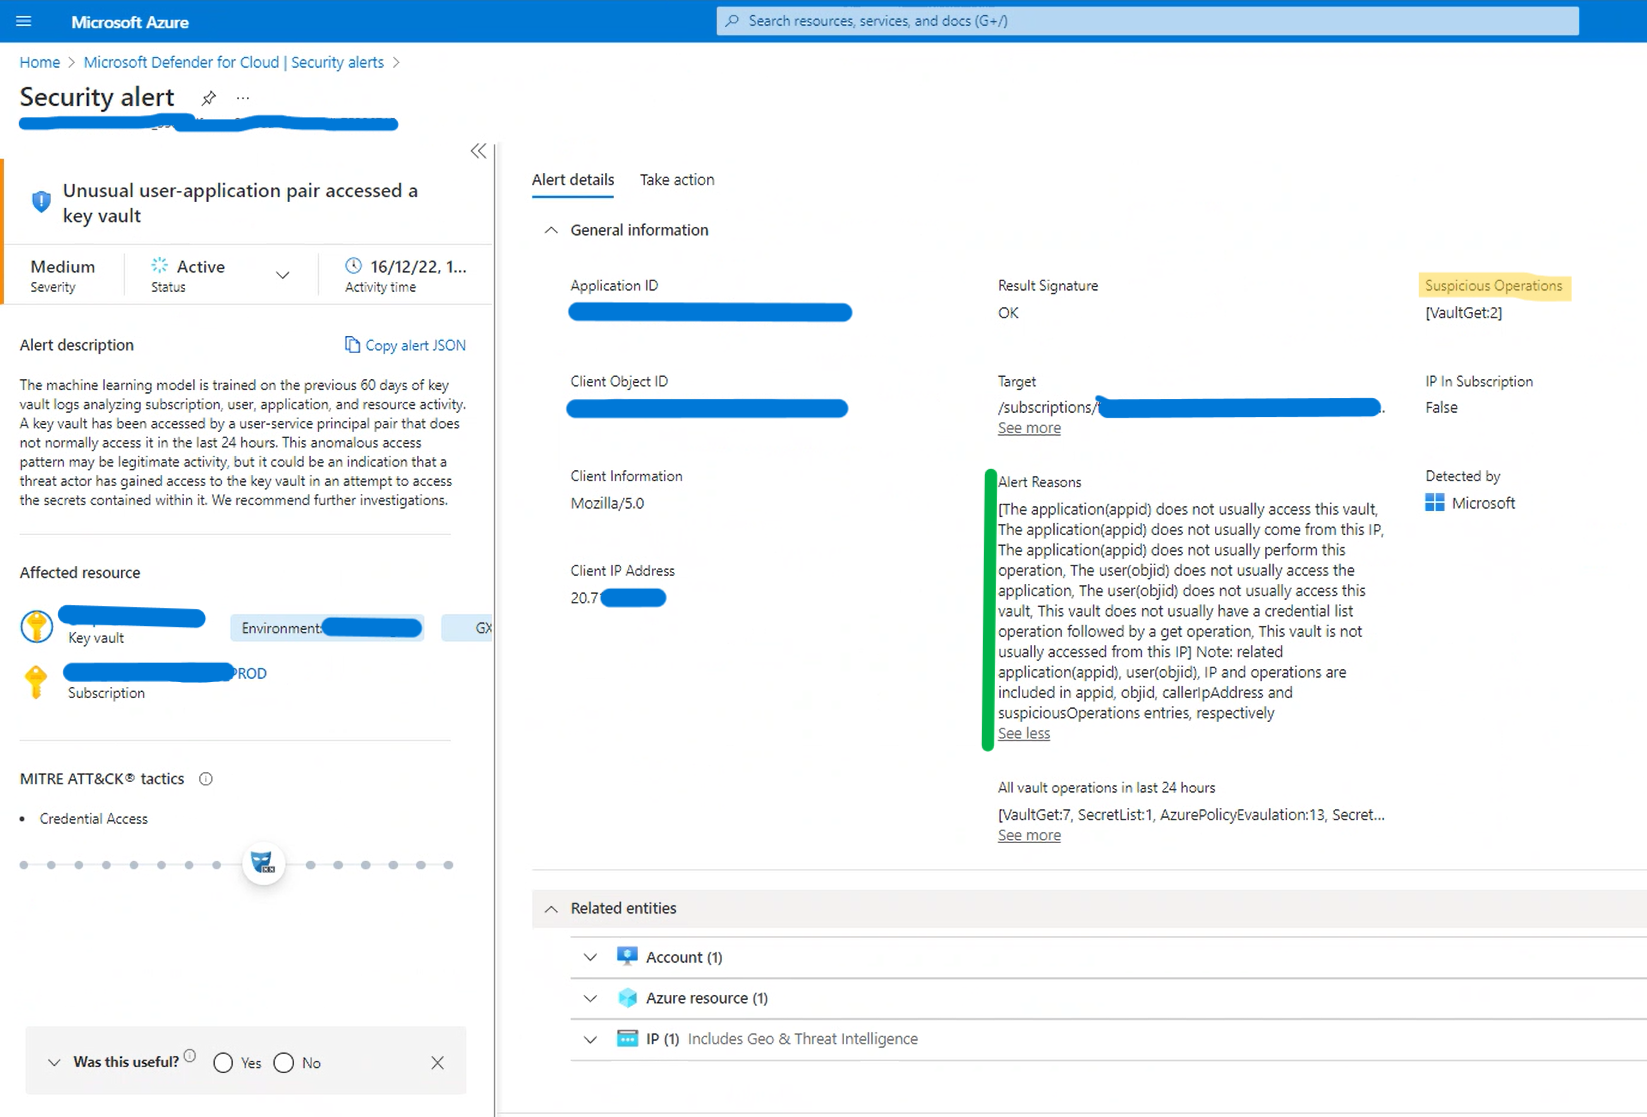 Microsoft Azure
Search resources, services, and docs (G+/)
Home > Microsoft Defender for Cloud | Security alerts >
Security alert
...
Unusual user-application pair accessed a
key vault
Medium
Severity
Active
Status
16/12/22, 1...
Activity time
Alert description
Copy alert JSON
The machine learning model is trained on the previous 60 days of key
vault logs analyzing subscription, user, application, and resource activity.
A key vault has been accessed by a user-service principal pair that does
not normally access it in the last 24 hours. This anomalous access
pattern may be legitimate activity, but it could be an indication that a
threat actor has gained access to the key vault in an attempt to access
the secrets contained within it. We recommend further investigations.
Affected resource
Key vault
Environment:
GX
PROD
Subscription
MITRE ATT&CK® tactics
• Credential Access
Was this useful?
Yes
No
Alert details
Take action
General information
Application ID
Client Object ID
Client Information
Mozilla/5.0
Client IP Address
20.7
Result Signature
OK
Target
/subscriptions/
See more
Alert Reasons
[The application(appid) does not usually access this vault,
The application(appid) does not usually come from this IP,
The application(appid) does not usually perform this
operation, The user(objid) does not usually access the
application, The user(objid) does not usually access this
vault, This vault does not usually have a credential list
operation followed by a get operation, This vault is not
usually accessed from this IP] Note: related
application(appid), user(objid), IP and operations are
included in appid, objid, callerIpAddress and
suspiciousOperations entries, respectively
See less
All vault operations in last 24 hours
[VaultGet:7, SecretList:1, AzurePolicyEvaulation:13, Secret...
See more
Suspicious Operations
[VaultGet:2]
IP In Subscription
False
Detected by
Microsoft
Related entities
Account (1)
Azure resource (1)
IP (1) Includes Geo & Threat Intelligence